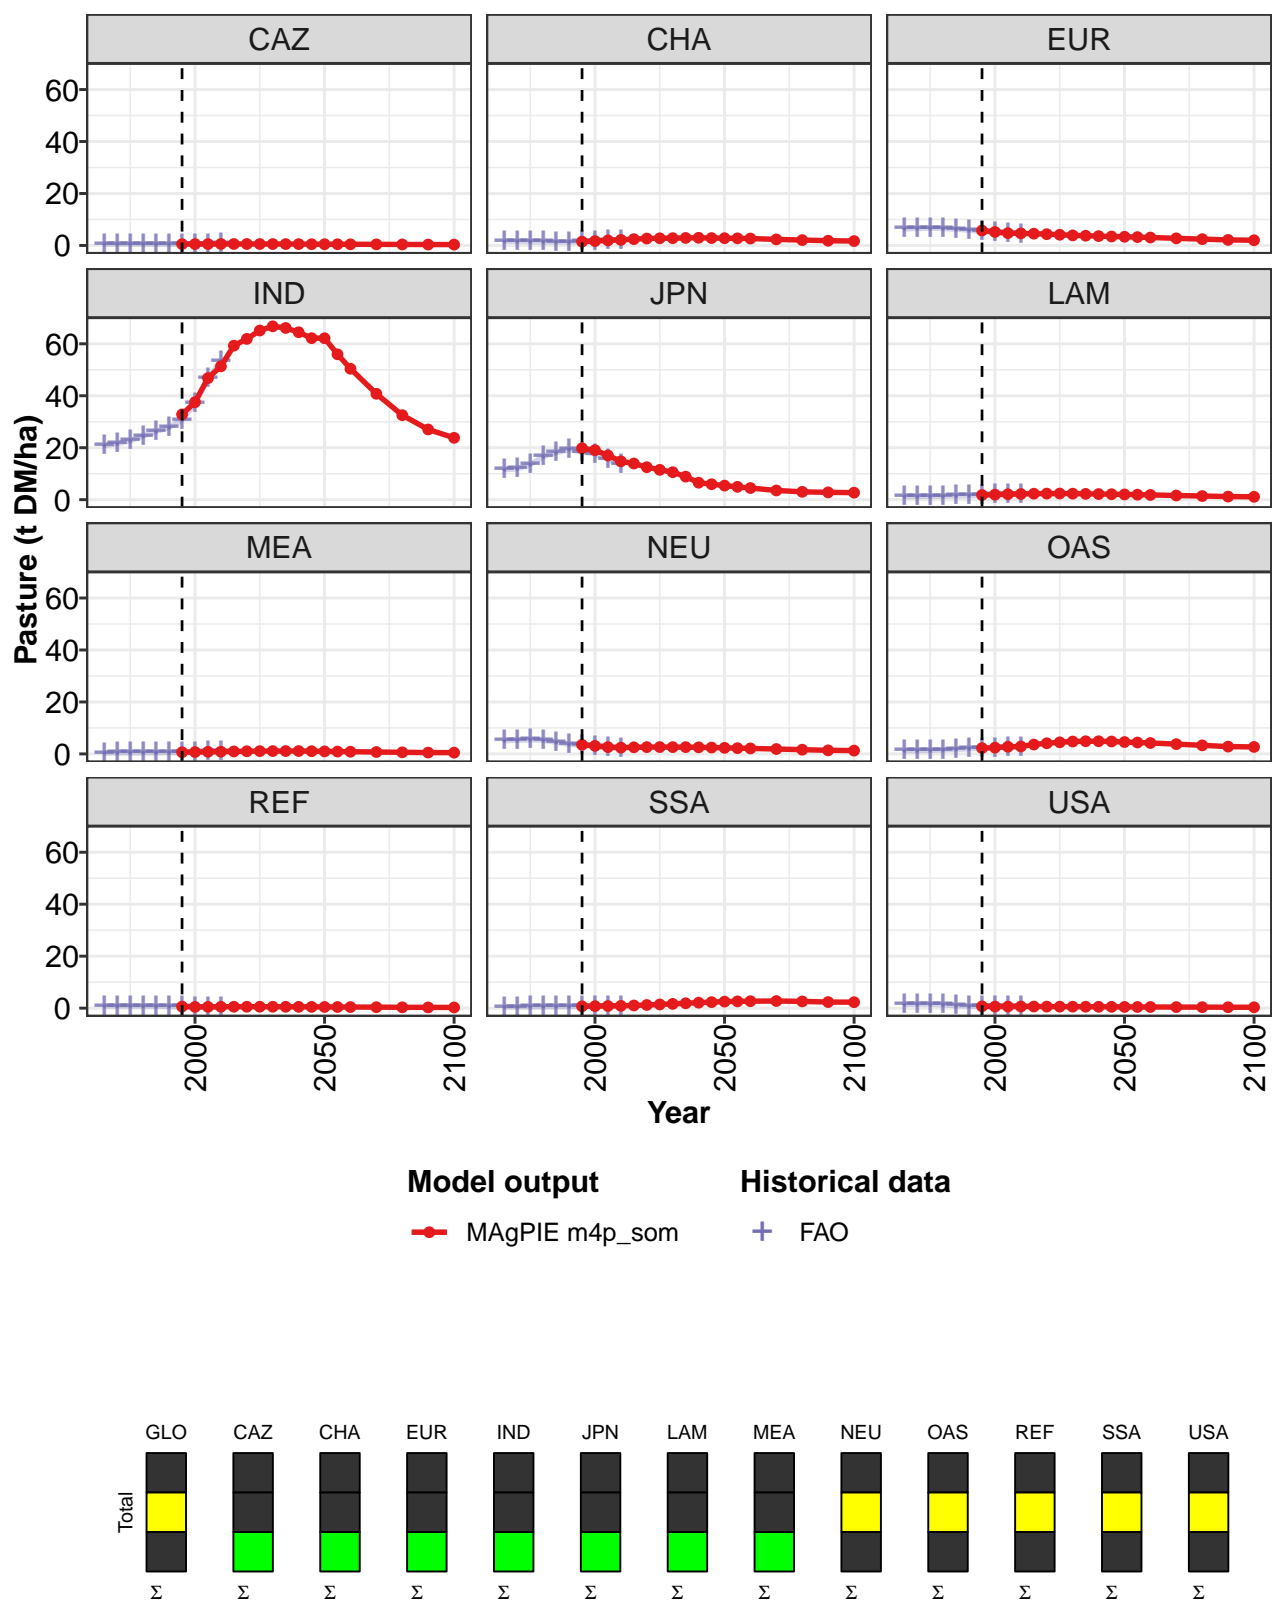 CAZ CHA EUR
60
40
20
0
IND JPN LAM
60
40
20
0
MEA NEU OAS
60
40
20
0
REF SSA USA
60
40
20
0
Pasture (t DM/ha)
2000 2050 2100 2000 2050 2100 2000 2050 2100
Year
Model output Historical data
MAgPIE m4p_som FAO
GLO CAZ CHA EUR IND JPN LAM MEA NEU OAS REF SSA USA
Total
Σ Σ Σ Σ Σ Σ Σ Σ Σ Σ Σ Σ Σ